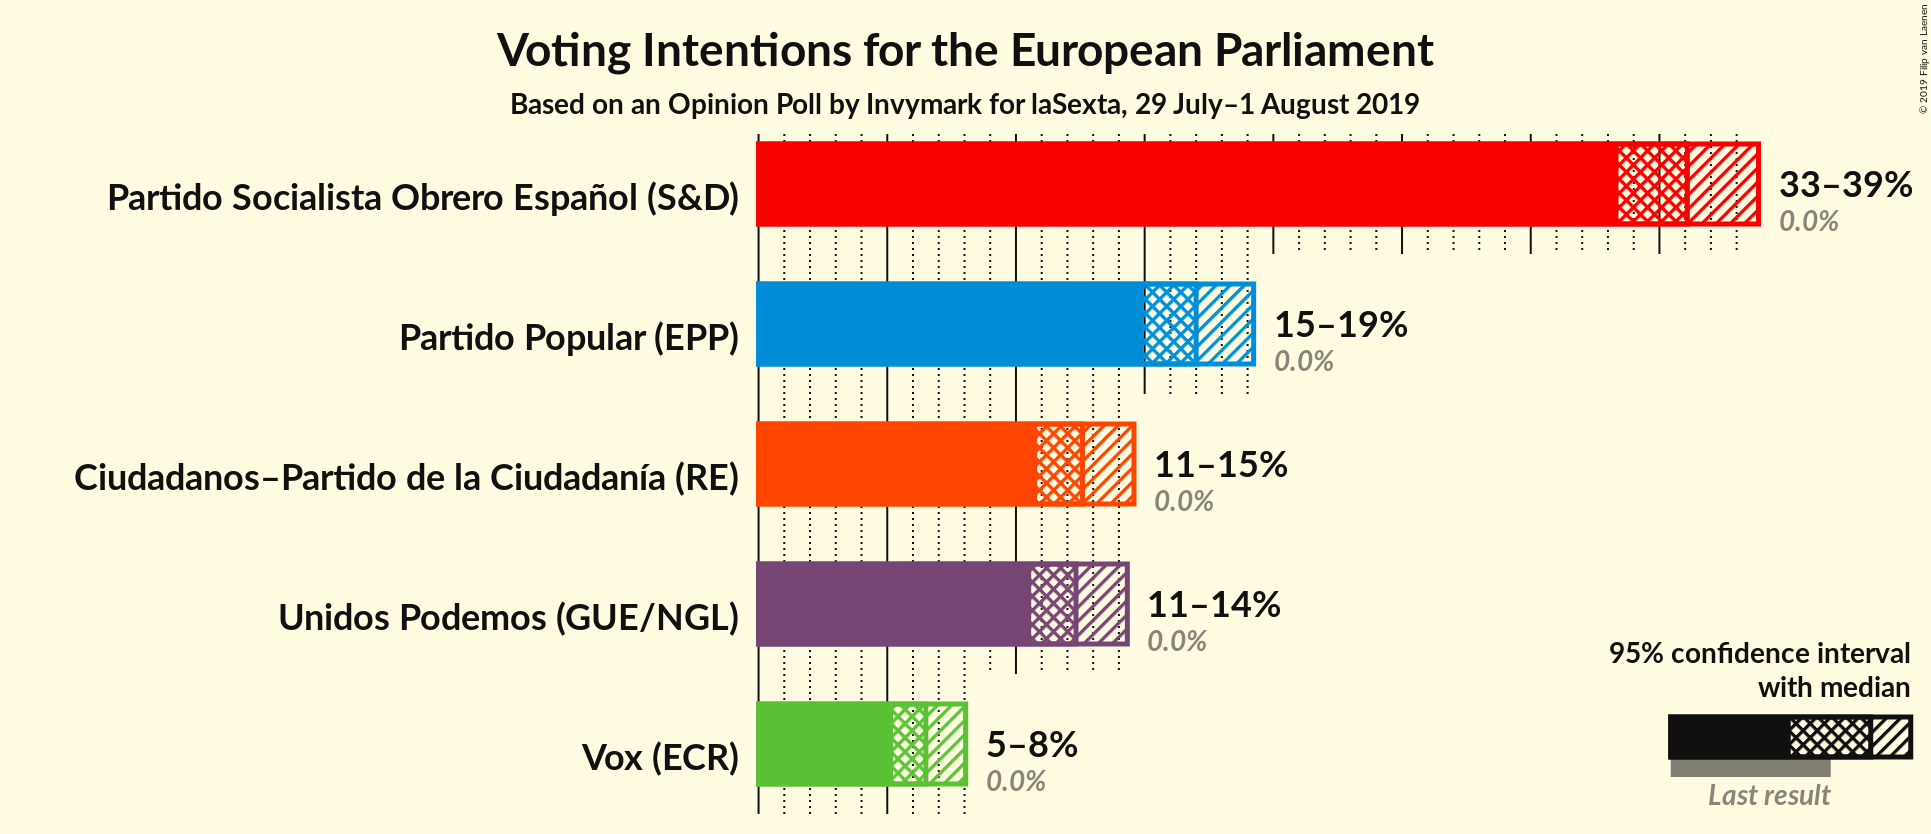 Voting Intentions for the European Parliament
Based on an Opinion Poll by Invymark for laSexta, 29 July–1 August 2019
© 2019 Filip van Laenen
Partido Socialista Obrero Español (S&D)
33–39%
0.0%
Partido Popular (EPP)
15–19%
0.0%
Ciudadanos–Partido de la Ciudadanía (RE)
11–15%
0.0%
Unidos Podemos (GUE/NGL)
11–14%
0.0%
Vox (ECR)
5–8%
0.0%
95% confidence interval
with median
Last result